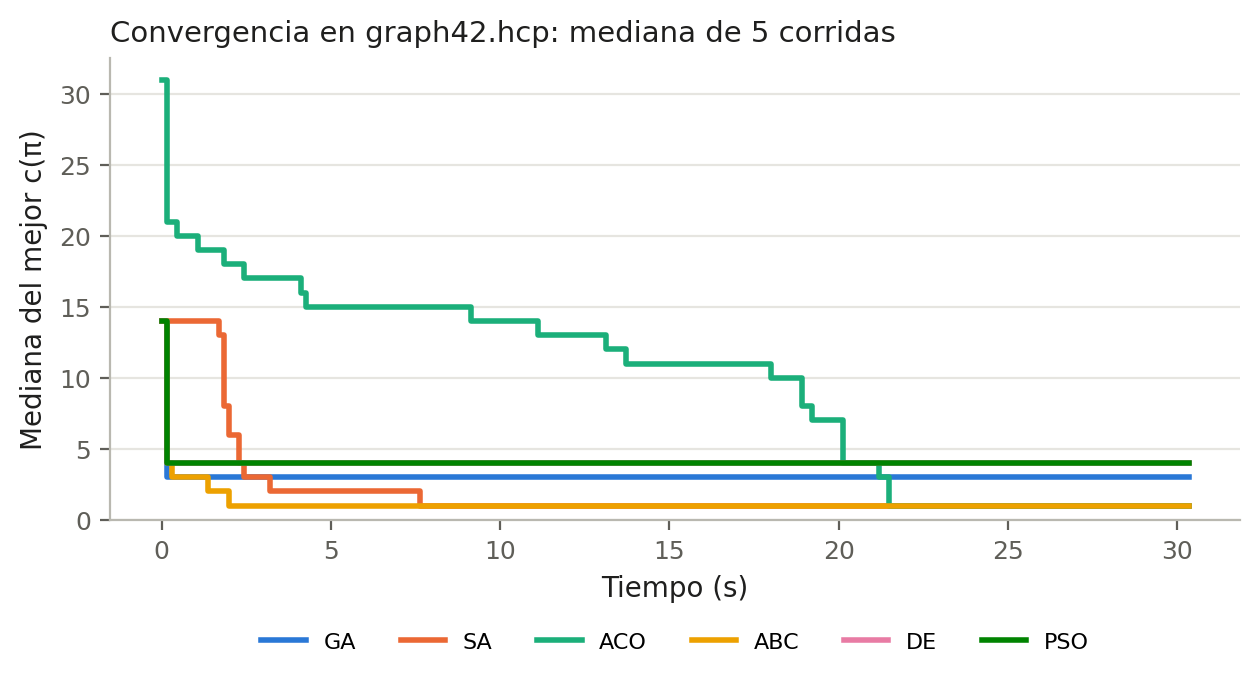 Convergencia en graph42.hcp: mediana de 5 corridas
Mediana del mejor c(π)
30
25
20
15
10
5
0
0 5 10 15 20 25 30
Tiempo (s)
GA SA ACO ABC DE PSO